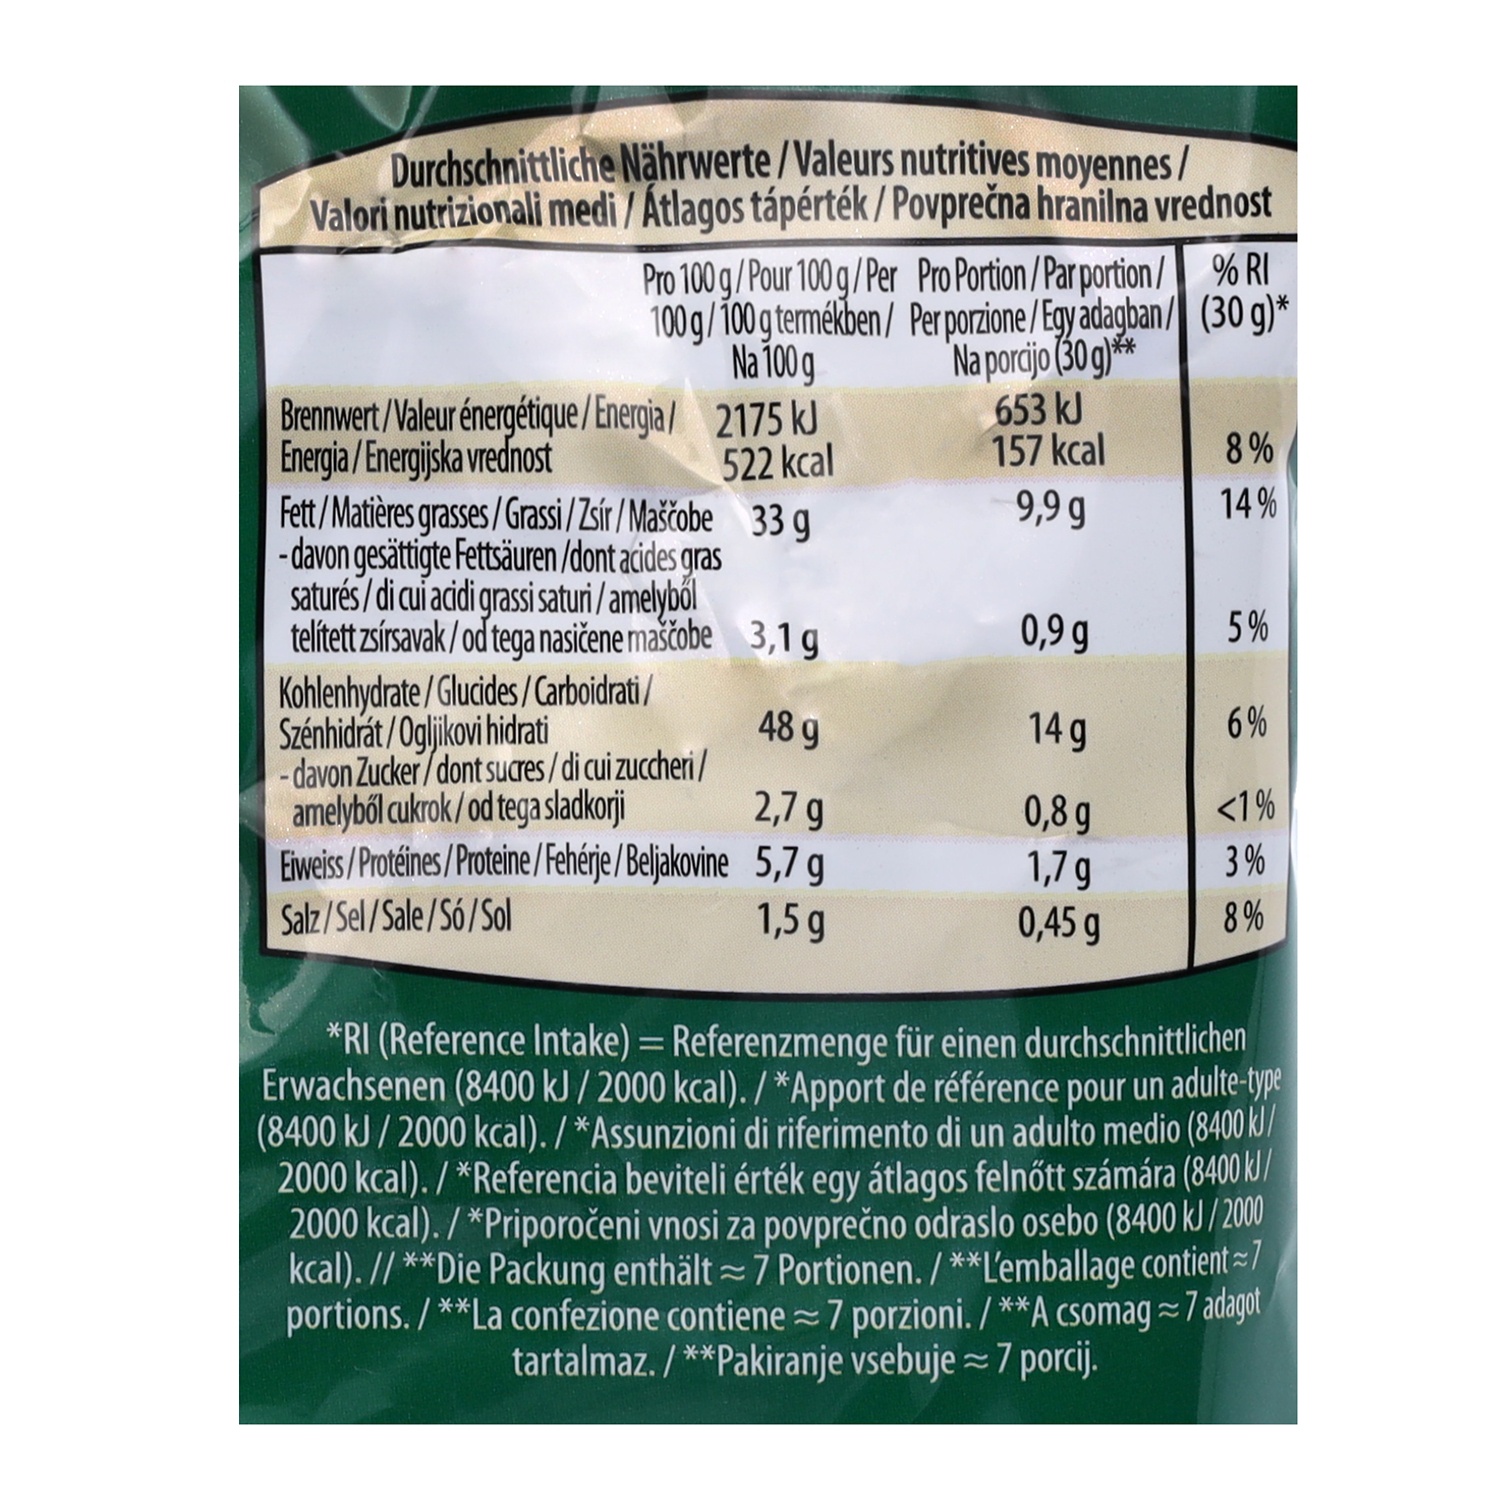 Durchschnittliche Nährwerte / Valeurs nutritives moyennes /
Valori nutrizionali medi / Átlagos tápérték / Povprečna hranilna vrednost
Pro 100 g / Pour 100 g / Per Pro Portion / Par portion / % RI
100 g / 100 g termékben / Per porzione / Egy adagban / (30 g)*
Na 100 g Na porcijo (30 g)**
Brennwert / Valeur énergétique / Energia / 2175 kJ 653 kJ
Energia / Energijska vrednost 522 kcal 157 kcal 8 %
Fett / Matières grasses / Grassi / Zsír / Maščobe 33 g 9,9 g 14 %
- davon gesättigte Fettsäuren /dont acides gras
saturés / di cui acidi grassi saturi / amelyből
telített zsírsavak / od tega nasičene maščobe 3,1 g 0,9 g 5 %
Kohlenhydrate / Glucides / Carboidrati /
Szénhidrát / Ogljikovi hidrati 48 g 14 g 6 %
- davon Zucker / dont sucres / di cui zuccheri /
amelyből cukrok / od tega sladkorji 2,7 g 0,8 g <1 %
Eiweiss / Protéines / Proteine / Fehérje / Beljakovine 5,7 g 1,7 g 3 %
Salz / Sel / Sale / Só / Sol 1,5 g 0,45 g 8 %
*RI (Reference Intake) = Referenzmenge für einen durchschnittlichen
Erwachsenen (8400 kJ / 2000 kcal). / *Apport de référence pour un adulte-type
(8400 kJ / 2000 kcal). / *Assunzioni di riferimento di un adulto medio (8400 kJ /
2000 kcal). / *Referencia beviteli érték egy átlagos felnőtt számára (8400 kJ /
2000 kcal). / *Priporočeni vnosi za povprečno odraslo osebo (8400 kJ / 2000
kcal). // **Die Packung enthält ≈ 7 Portionen. / **L'emballage contient ≈ 7
portions. / **La confezione contiene ≈ 7 porzioni. / **A csomag ≈ 7 adagot
tartalmaz. / **Pakiranje vsebuje ≈ 7 porcij.